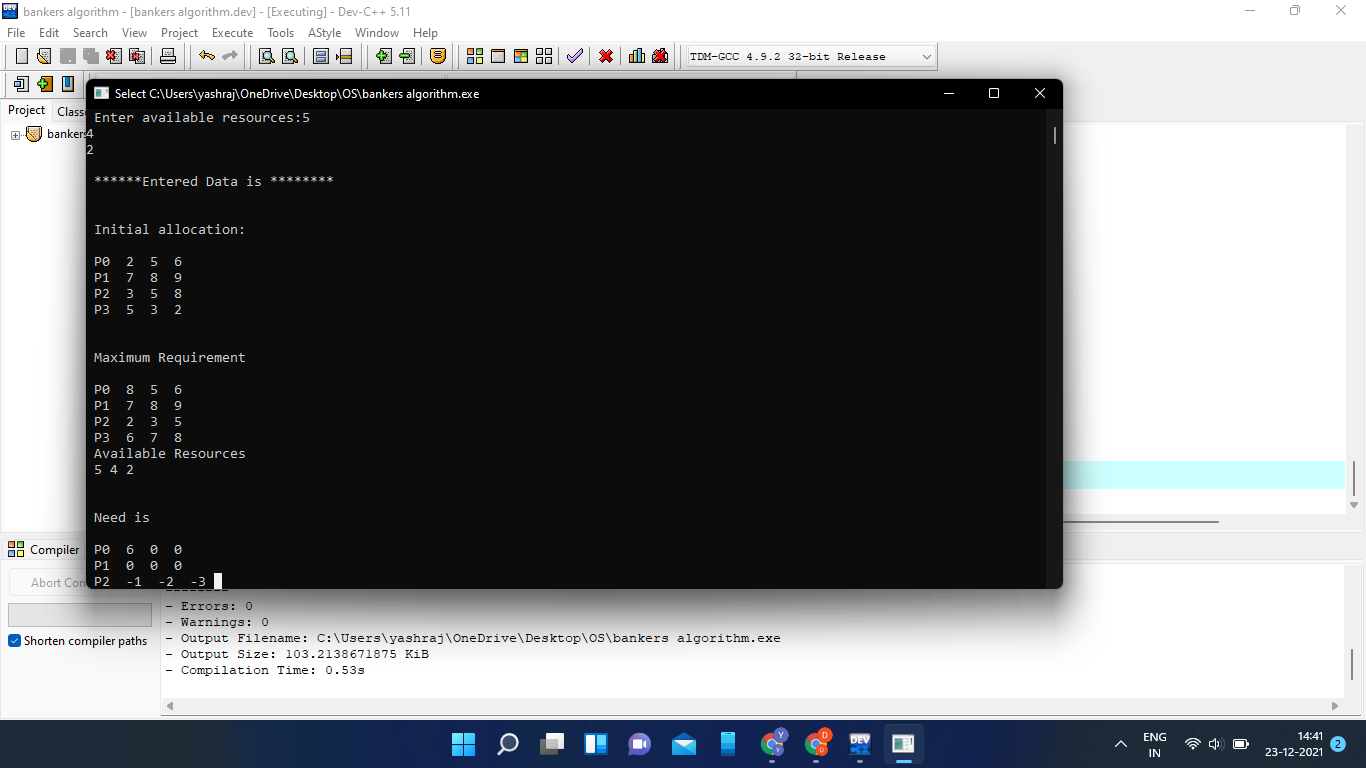 bankers algorithm - [bankers algorithm.dev] - [Executing] - Dev-C++ 5.11
File Edit Search View Project Execute Tools AStyle Window Help
TDM-GCC 4.9.2 32-bit Release
Select C:\Users\yashraj\OneDrive\Desktop\OS\bankers algorithm.exe
Project Class
bankers
Enter available resources:5
4
2
******Entered Data is ********
Initial allocation:
P0 2 5 6
P1 7 8 9
P2 3 5 8
P3 5 3 2
Maximum Requirement
P0 8 5 6
P1 7 8 9
P2 2 3 5
P3 6 7 8
Available Resources
5 4 2
Need is
P0 6 0 0
P1 0 0 0
P2 -1 -2 -3
Compiler
Abort Com
Shorten compiler paths
--------
- Errors: 0
- Warnings: 0
- Output Filename: C:\Users\yashraj\OneDrive\Desktop\OS\bankers algorithm.exe
- Output Size: 103.2138671875 KiB
- Compilation Time: 0.53s
Y
D
DEV
ENG
IN
14:41
23-12-2021
2